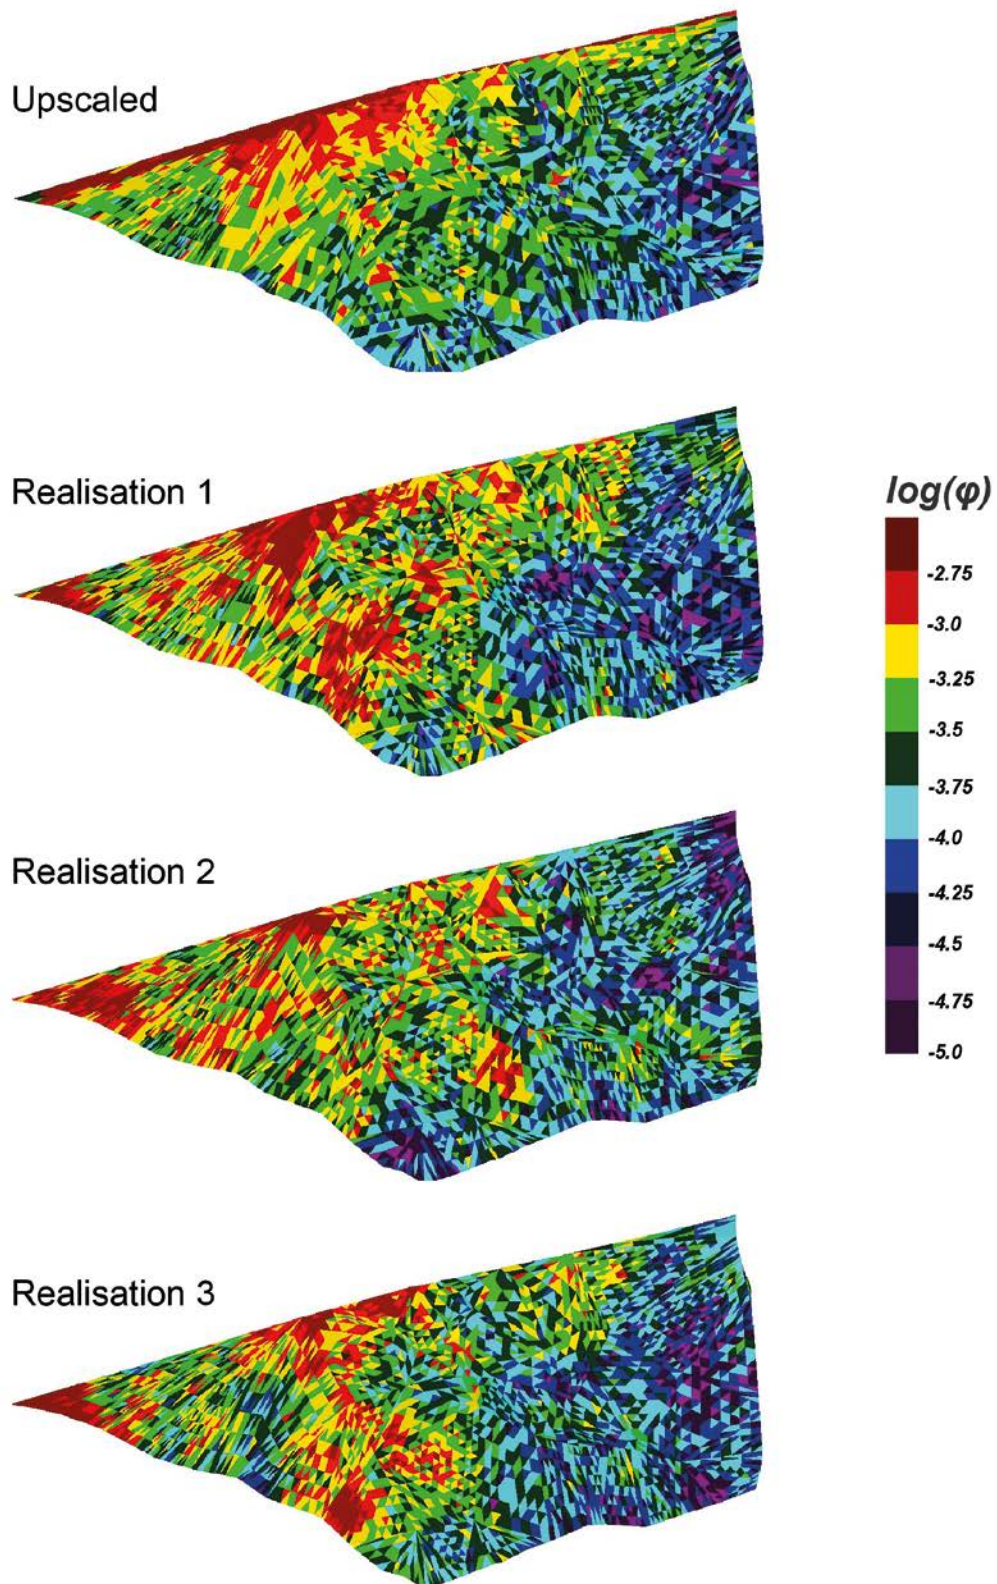 Upscaled
Realisation 1
log(φ)
-2.75
-3.0
-3.25
-3.5
-3.75
-4.0
-4.25
-4.5
-4.75
-5.0
Realisation 2
Realisation 3